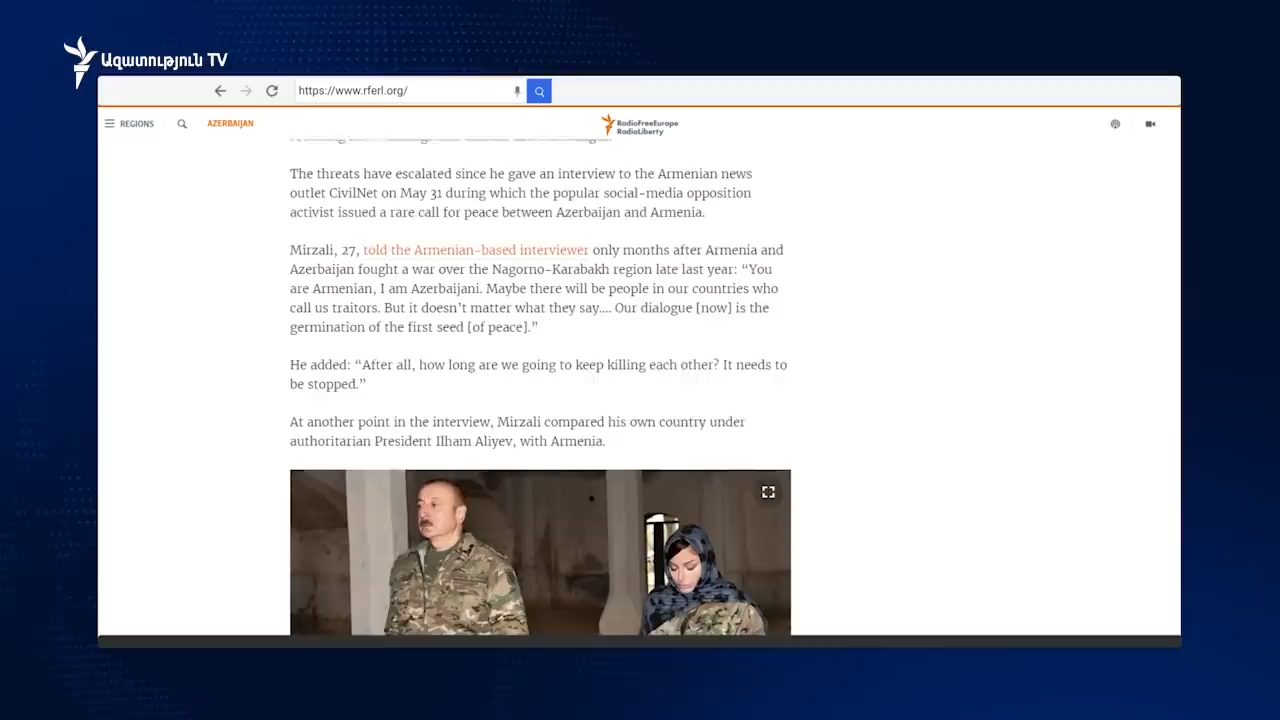 Ազատություն TV
https://www.rferl.org/
REGIONS
AZERBAIJAN
RadioFreeEurope
RadioLiberty
The threats have escalated since he gave an interview to the Armenian news
outlet CivilNet on May 31 during which the popular social-media opposition
activist issued a rare call for peace between Azerbaijan and Armenia.
Mirzali, 27, told the Armenian-based interviewer only months after Armenia and
Azerbaijan fought a war over the Nagorno-Karabakh region late last year: “You
are Armenian, I am Azerbaijani. Maybe there will be people in our countries who
call us traitors. But it doesn’t matter what they say.... Our dialogue [now] is the
germination of the first seed [of peace].”
He added: “After all, how long are we going to keep killing each other? It needs to
be stopped.”
At another point in the interview, Mirzali compared his own country under
authoritarian President Ilham Aliyev, with Armenia.